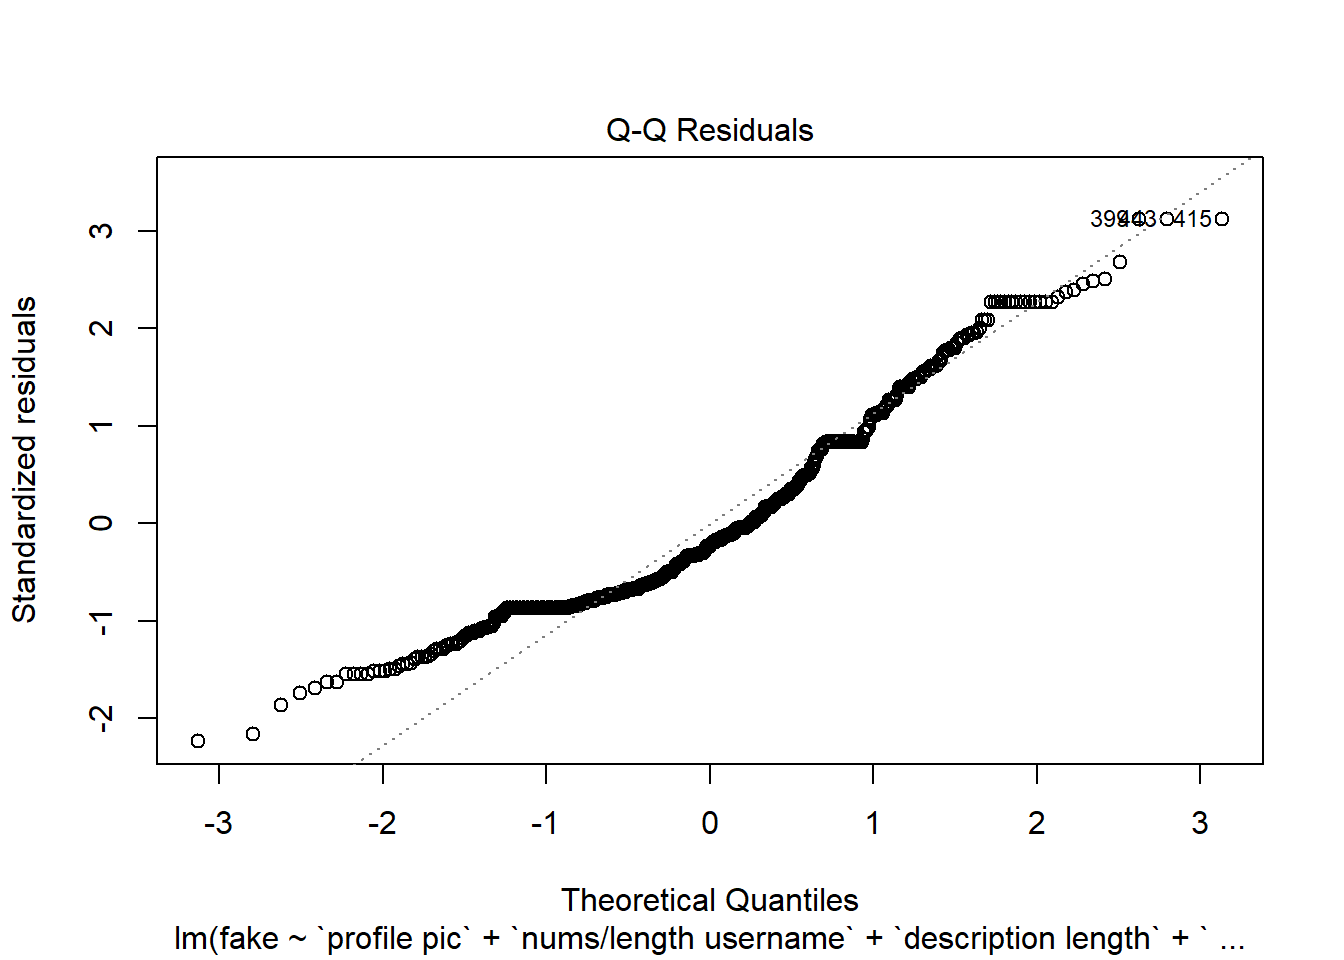 Q-Q Residuals
Standardized residuals
3
2
1
0
-1
-2
415
-3 -2 -1 0 1 2 3
Theoretical Quantiles
lm(fake ~ `profile pic` + `nums/length username` + `description length` + ` ...